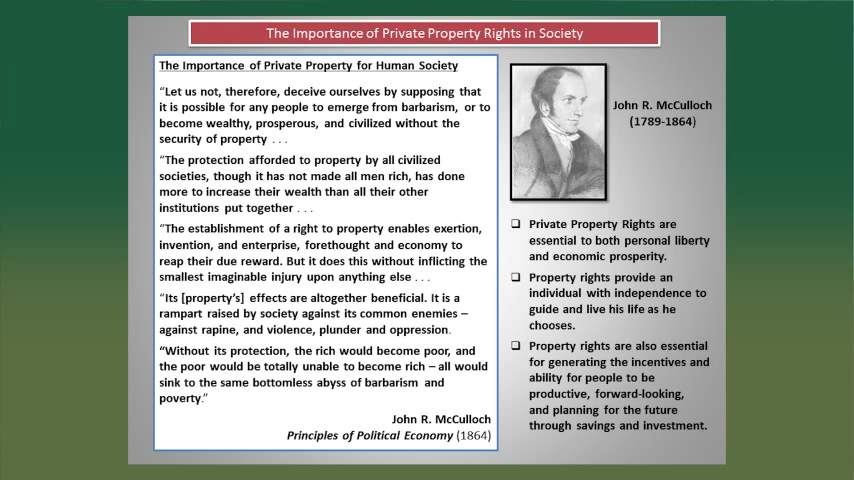 The Importance of Private Property Rights in Society
The Importance of Private Property for Human Society
“Let us not, therefore, deceive ourselves by supposing that
it is possible for any people to emerge from barbarism, or to
become wealthy, prosperous, and civilized without the
security of property . . .
“The protection afforded to property by all civilized
societies, though it has not made all men rich, has done
more to increase their wealth than all their other
institutions put together . . .
“The establishment of a right to property enables exertion,
invention, and enterprise, forethought and economy to
reap their due reward. But it does this without inflicting the
smallest imaginable injury upon anything else . . .
“Its [property’s] effects are altogether beneficial. It is a
rampart raised by society against its common enemies –
against rapine, and violence, plunder and oppression.
“Without its protection, the rich would become poor, and
the poor would be totally unable to become rich – all would
sink to the same bottomless abyss of barbarism and
poverty.”
John R. McCulloch
Principles of Political Economy (1864)
John R. McCulloch
(1789-1864)
❑ Private Property Rights are
essential to both personal liberty
and economic prosperity.
❑ Property rights provide an
individual with independence to
guide and live his life as he
chooses.
❑ Property rights are also essential
for generating the incentives and
ability for people to be
productive, forward-looking,
and planning for the future
through savings and investment.